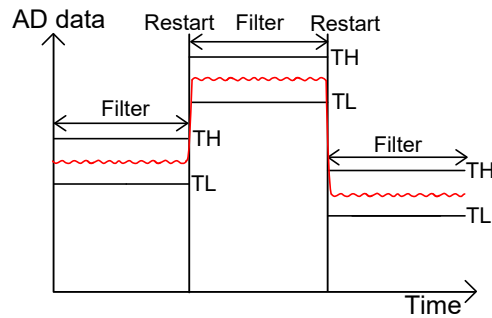 AD data
Restart
Filter
Restart
TH
TL
Filter
TH
TL
Filter
TH
TL
Time